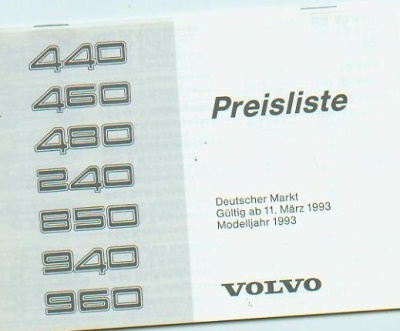 440
460
480
240
850
940
960
Preisliste
Deutscher Markt
Gültig ab 11. März 1993
Modelljahr 1993
VOLVO